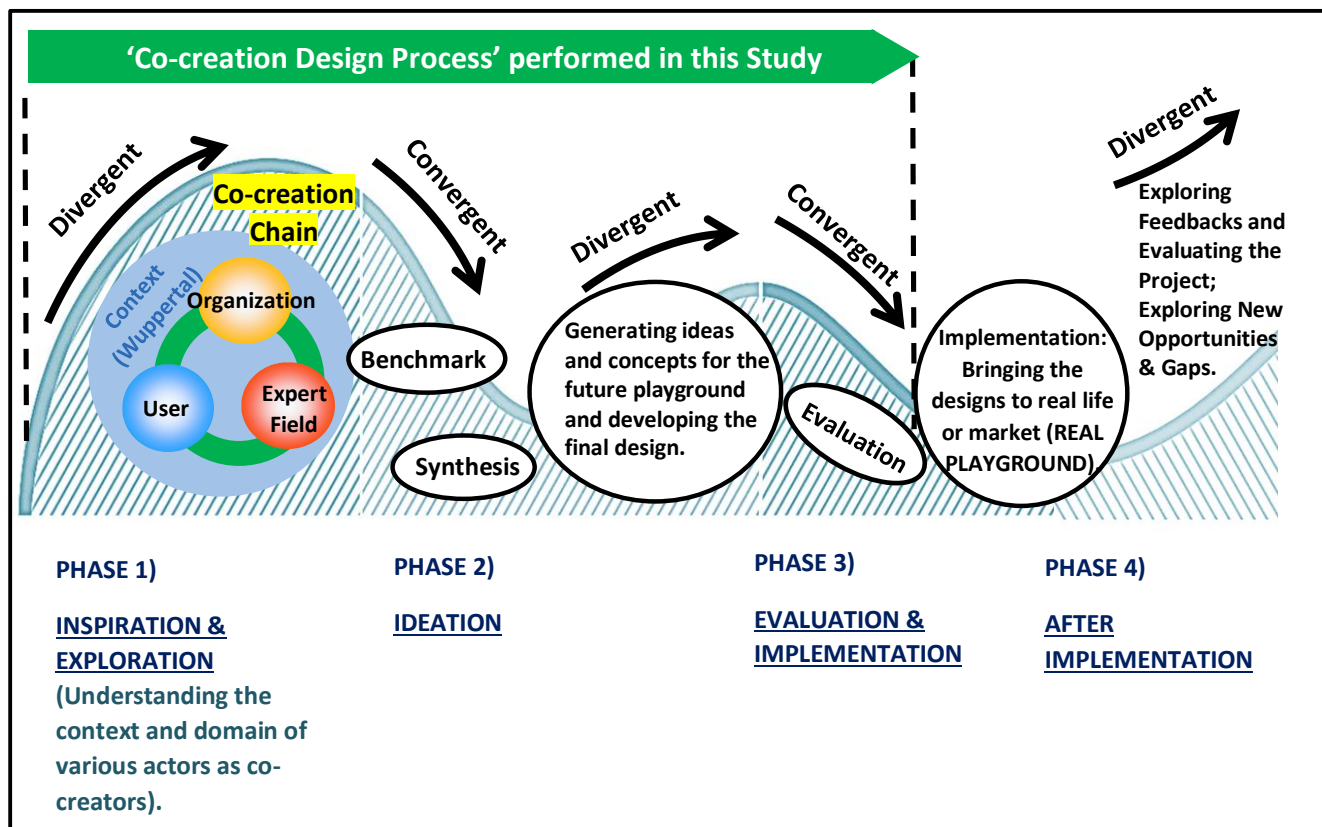 ‘Co-creation Design Process’ performed in this Study
Divergent
Co-creation
Chain
Convergent
Context
(Wuppertal)
Organization
User
Expert
Field
Benchmark
Synthesis
Divergent
Generating ideas
and concepts for the
future playground
and developing the
final design.
Convergent
Evaluation
Implementation:
Bringing the
designs to real life
or market (REAL
PLAYGROUND).
Divergent
Exploring
Feedbacks and
Evaluating the
Project;
Exploring New
Opportunities
& Gaps.
PHASE 1)
INSPIRATION &
EXPLORATION
(Understanding the
context and domain of
various actors as co-
creators).
PHASE 2)
IDEATION
PHASE 3)
EVALUATION &
IMPLEMENTATION
PHASE 4)
AFTER
IMPLEMENTATION